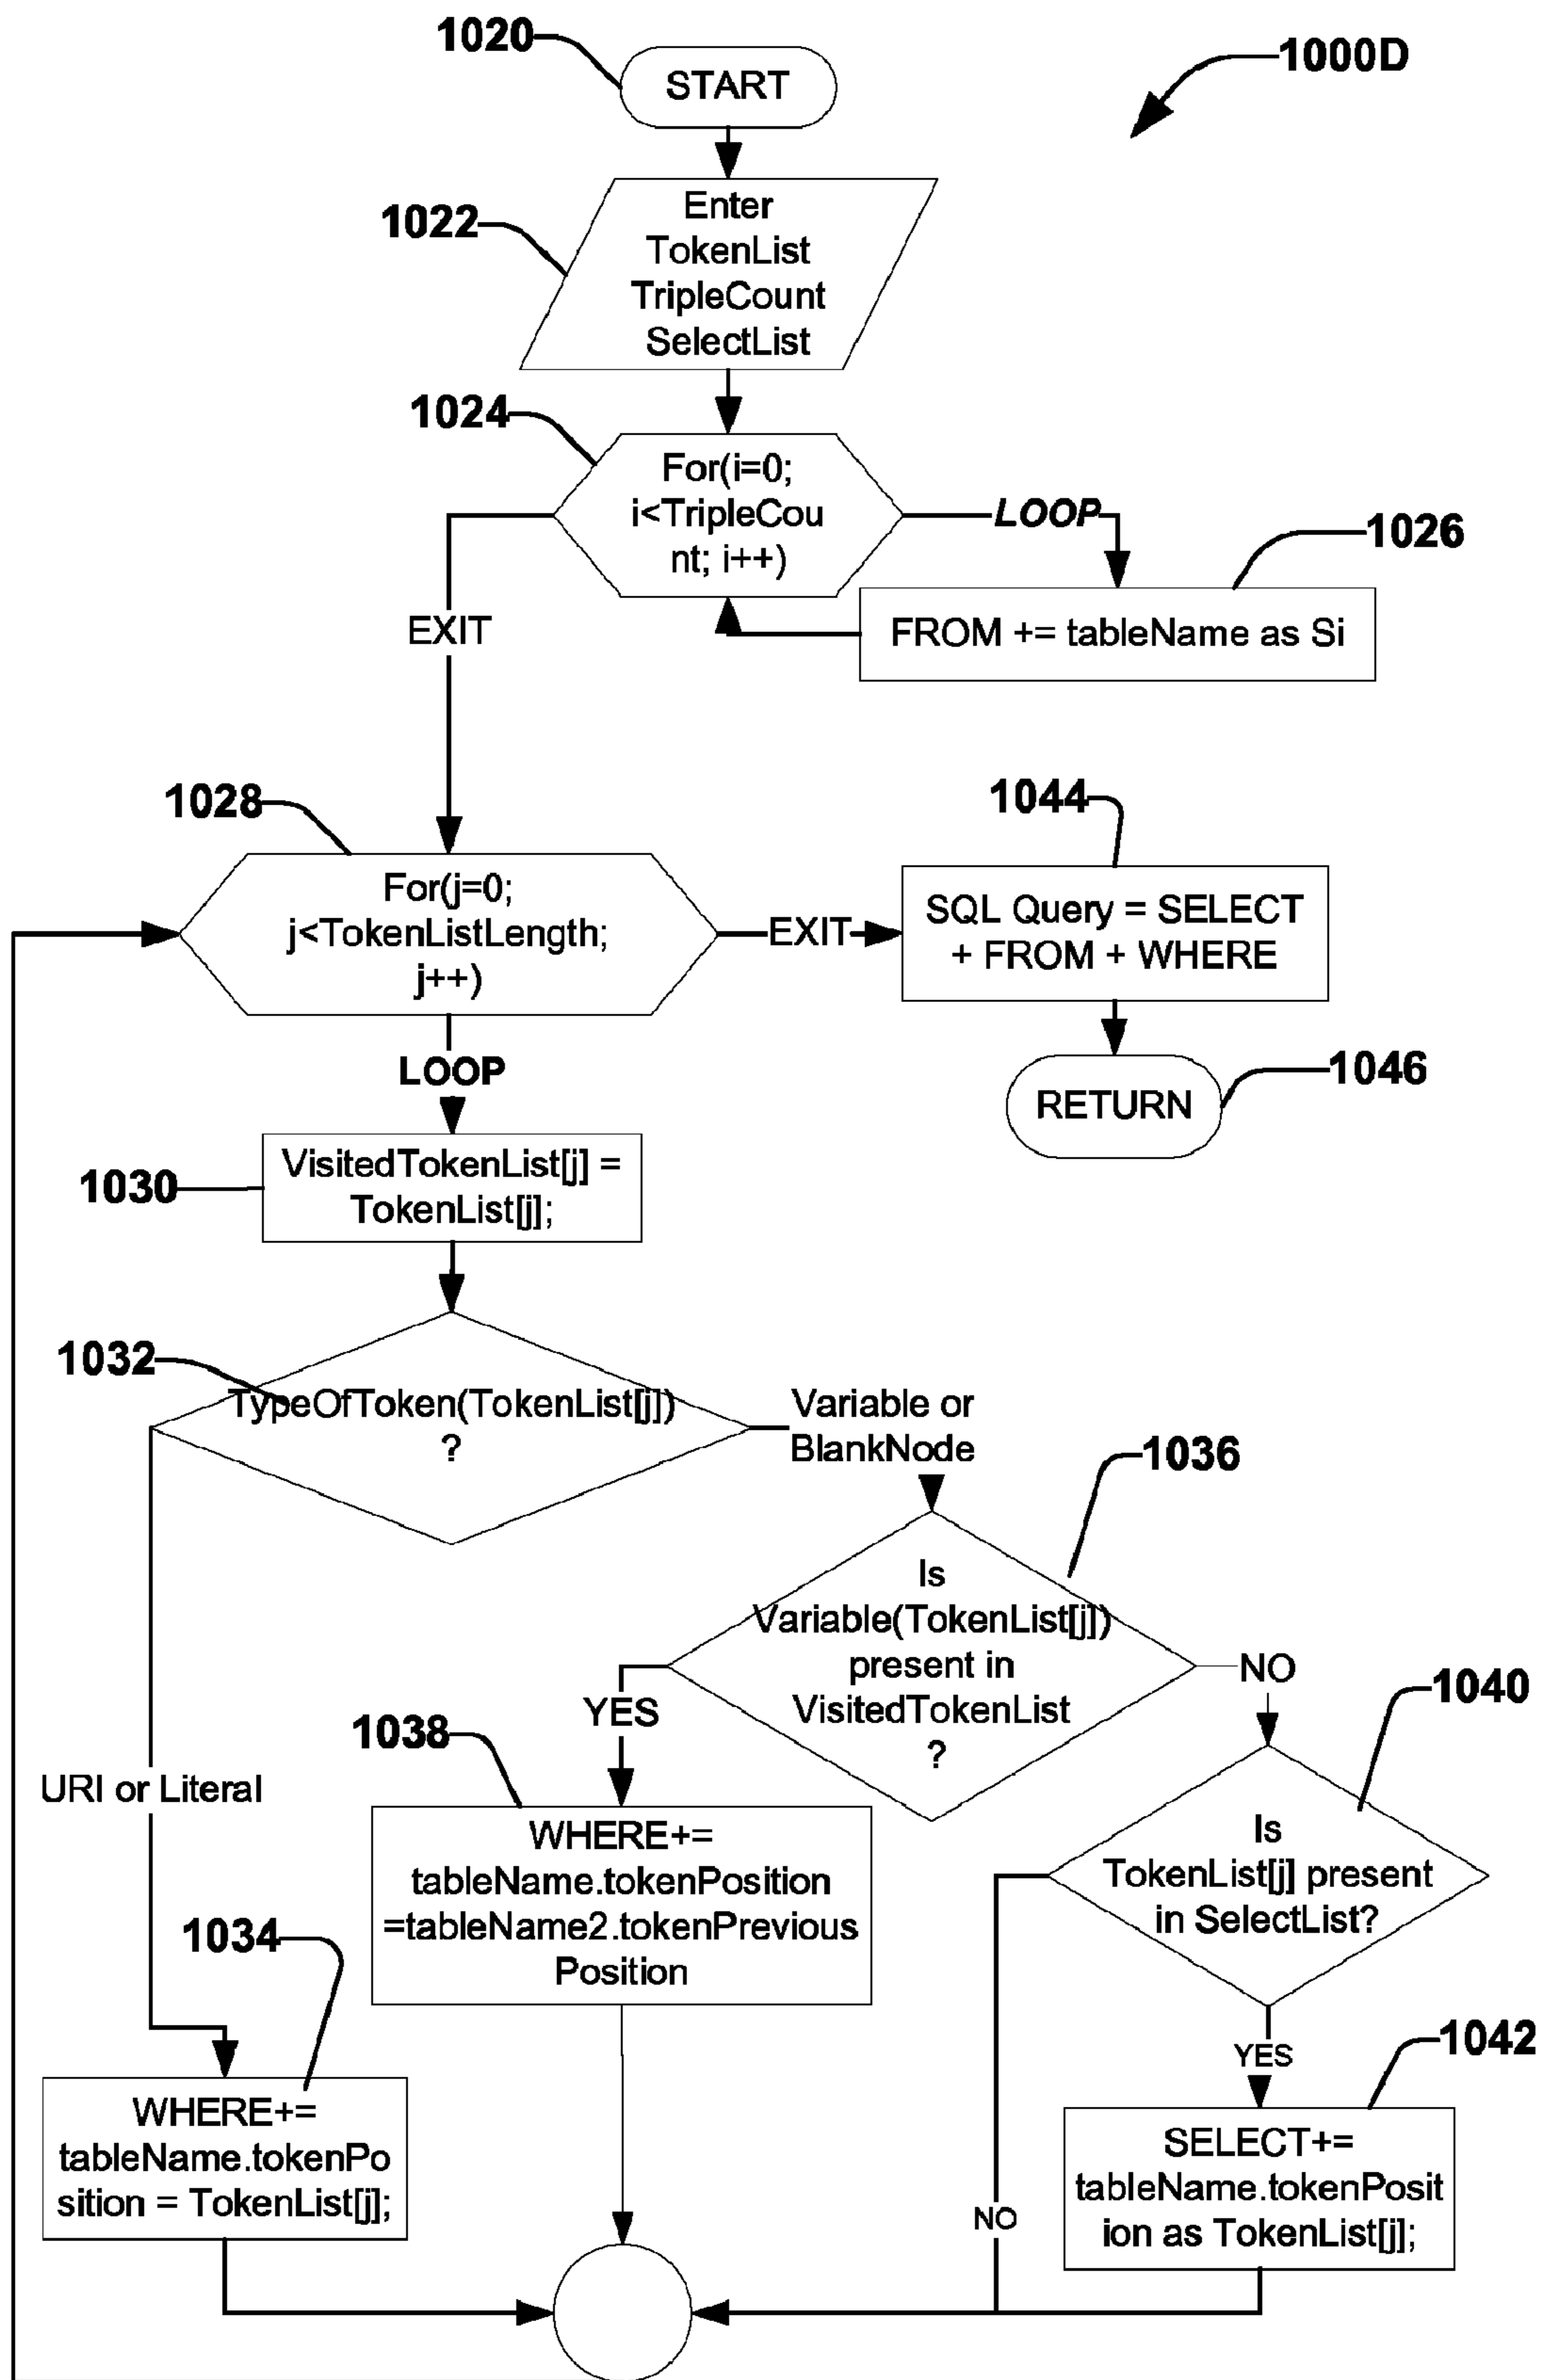 1020
START
1000D
1022
Enter
TokenList
TripleCount
SelectList
1024
For(i=0;
i<TripleCou
nt; i++)
LOOP
1026
EXIT
FROM += tableName as Si
1028
1044
For(j=0;
j<TokenListLength;
j++)
EXIT
SQL Query = SELECT
+ FROM + WHERE
LOOP
1046
RETURN
1030
VisitedTokenList[j] =
TokenList[j];
1032
TypeOfToken(TokenList[j])
?
Variable or
BlankNode
1036
Is
Variable(TokenList[j])
present in
VisitedTokenList
?
YES
NO
1040
1038
URI or Literal
WHERE+=
tableName.tokenPosition
=tableName2.tokenPrevious
Position
Is
TokenList[j] present
in SelectList?
1034
YES
1042
WHERE+=
tableName.tokenPo
sition = TokenList[j];
NO
SELECT+=
tableName.tokenPosit
ion as TokenList[j];